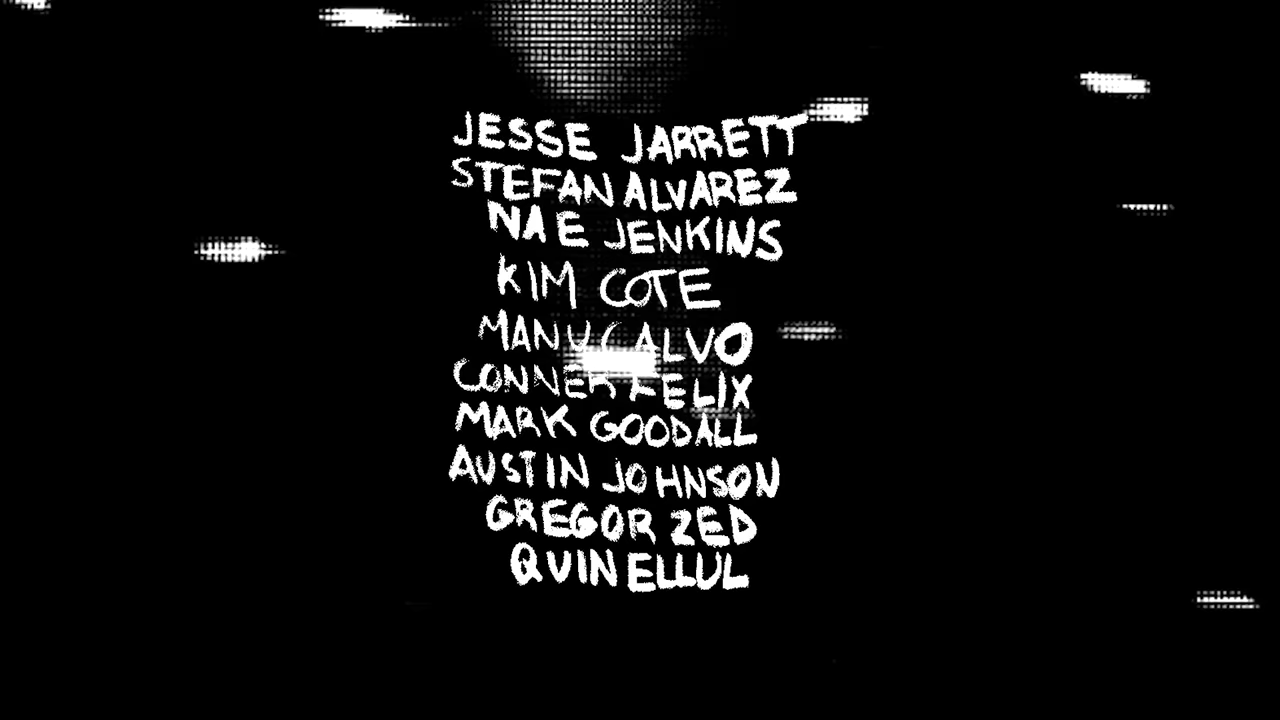 JESSE JARRETT
STEFAN ALVAREZ
NAE JENKINS
KIM COTE
MANU CALVO
CONNER FELIX
MARK GOODALL
AUSTIN JOHNSON
GREGOR ZED
QUIN ELLUL